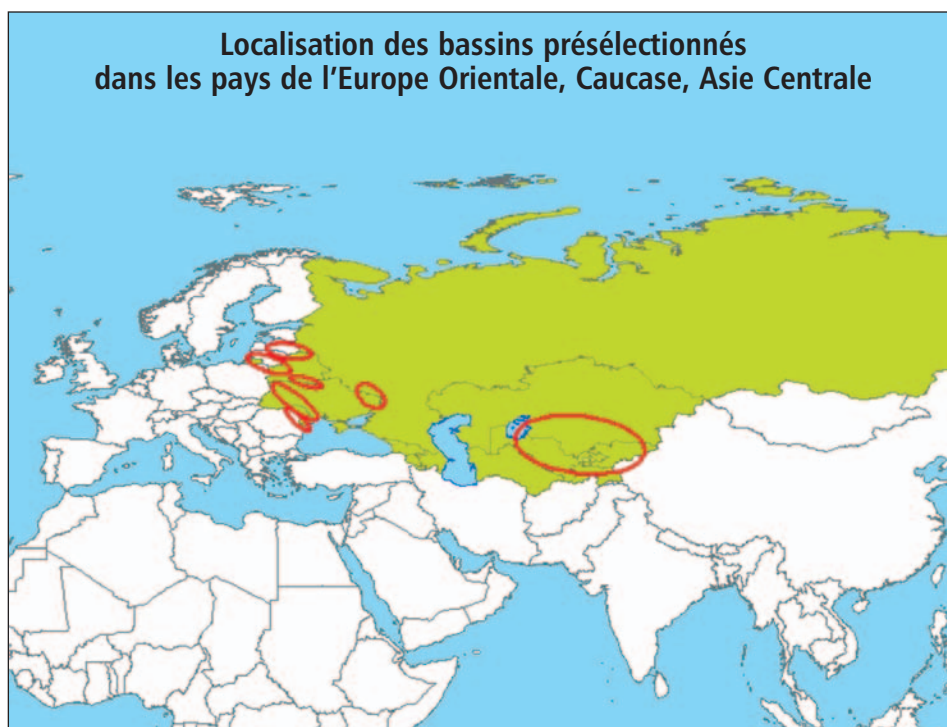 Localisation des bassins présélectionnés
dans les pays de l’Europe Orientale, Caucase, Asie Centrale